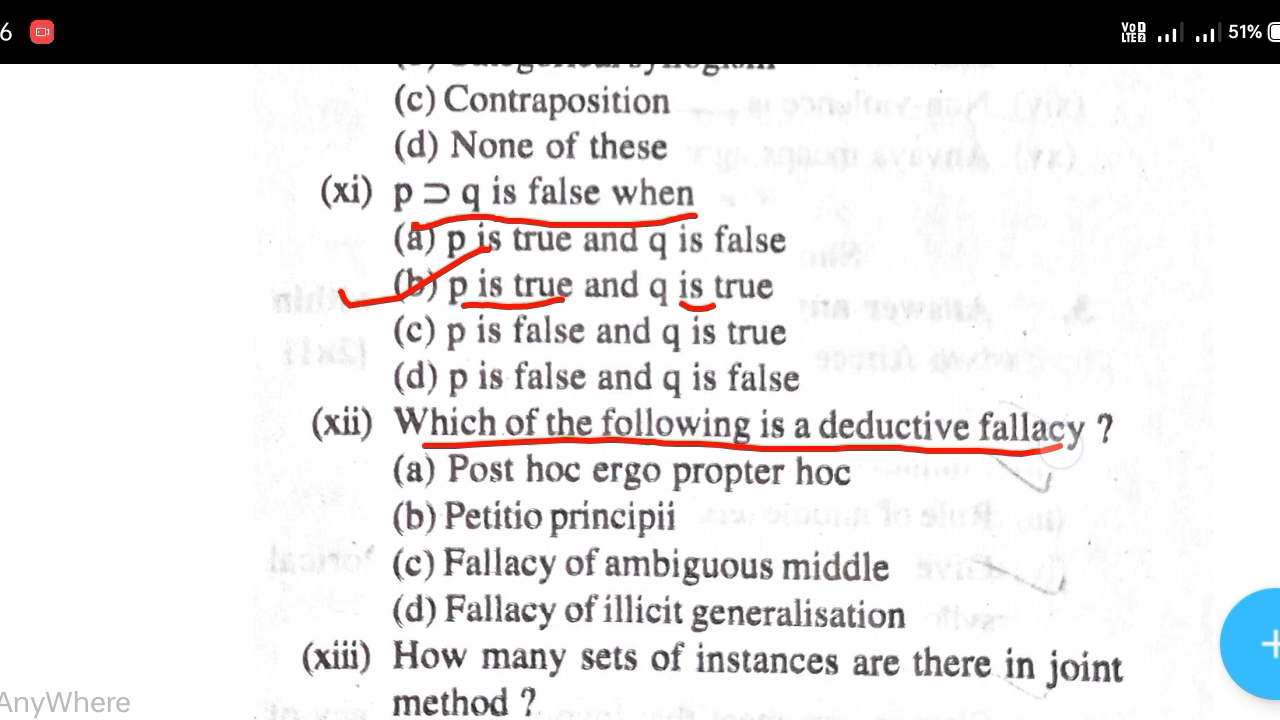 6 VoD LTE2 51%
(c) Contraposition
(d) None of these
(xi) p ⊃ q is false when
(a) p is true and q is false
(b) p is true and q is true
(c) p is false and q is true
(d) p is false and q is false
(xii) Which of the following is a deductive fallacy ?
(a) Post hoc ergo propter hoc
(b) Petitio principii
(c) Fallacy of ambiguous middle
(d) Fallacy of illicit generalisation
(xiii) How many sets of instances are there in joint
method ?
AnyWhere